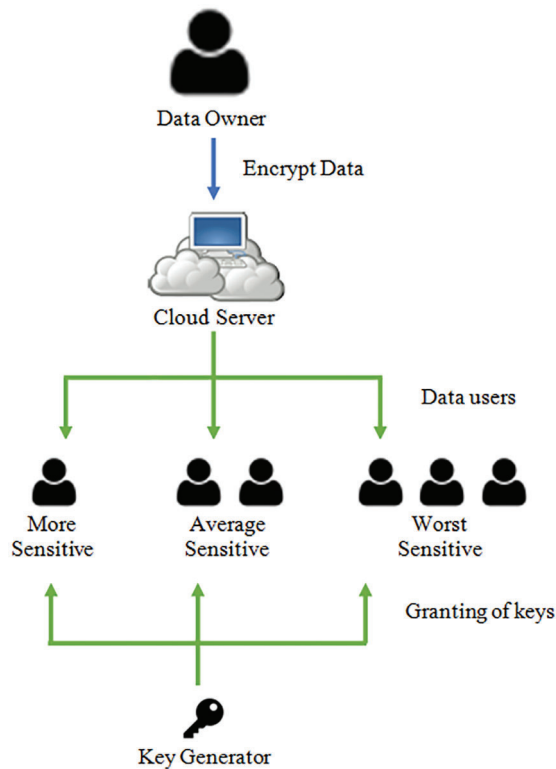 Data Owner
Encrypt Data
Cloud Server
Data users
More
Sensitive
Average
Sensitive
Worst
Sensitive
Granting of keys
Key Generator